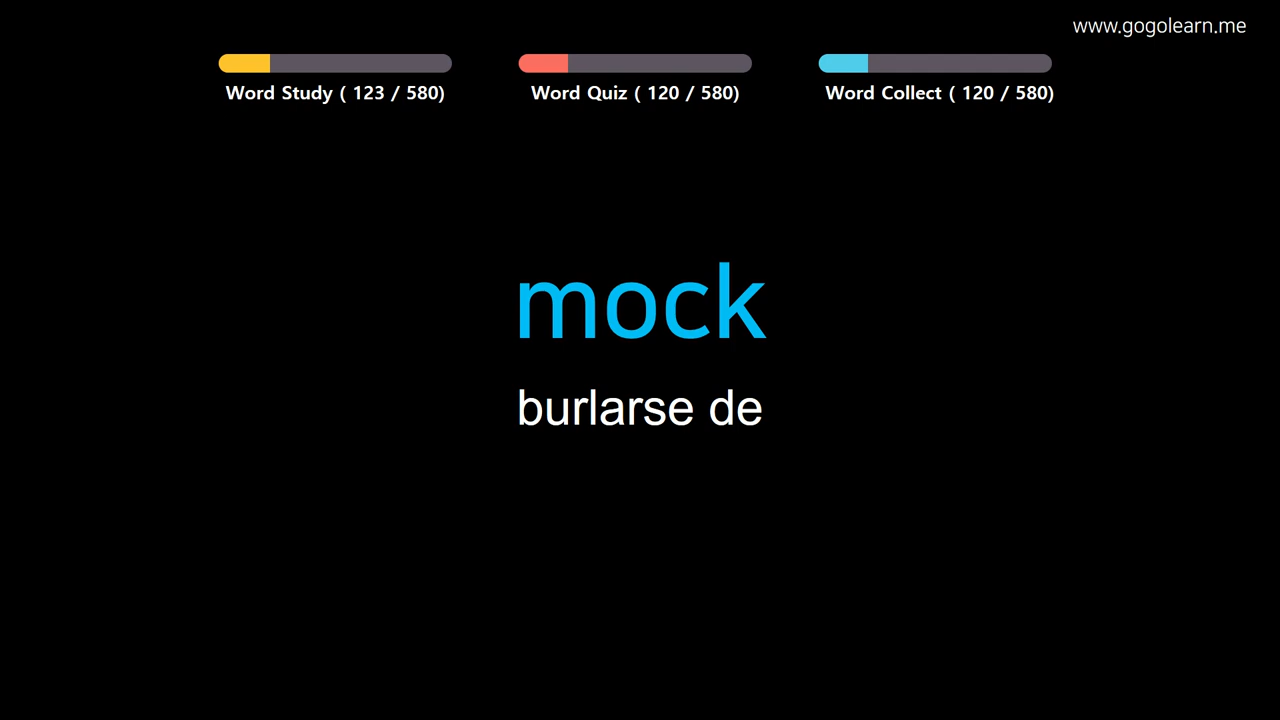 www.gogolearn.me
Word Study ( 123 / 580)
Word Quiz ( 120 / 580)
Word Collect ( 120 / 580)
mock
burlarse de